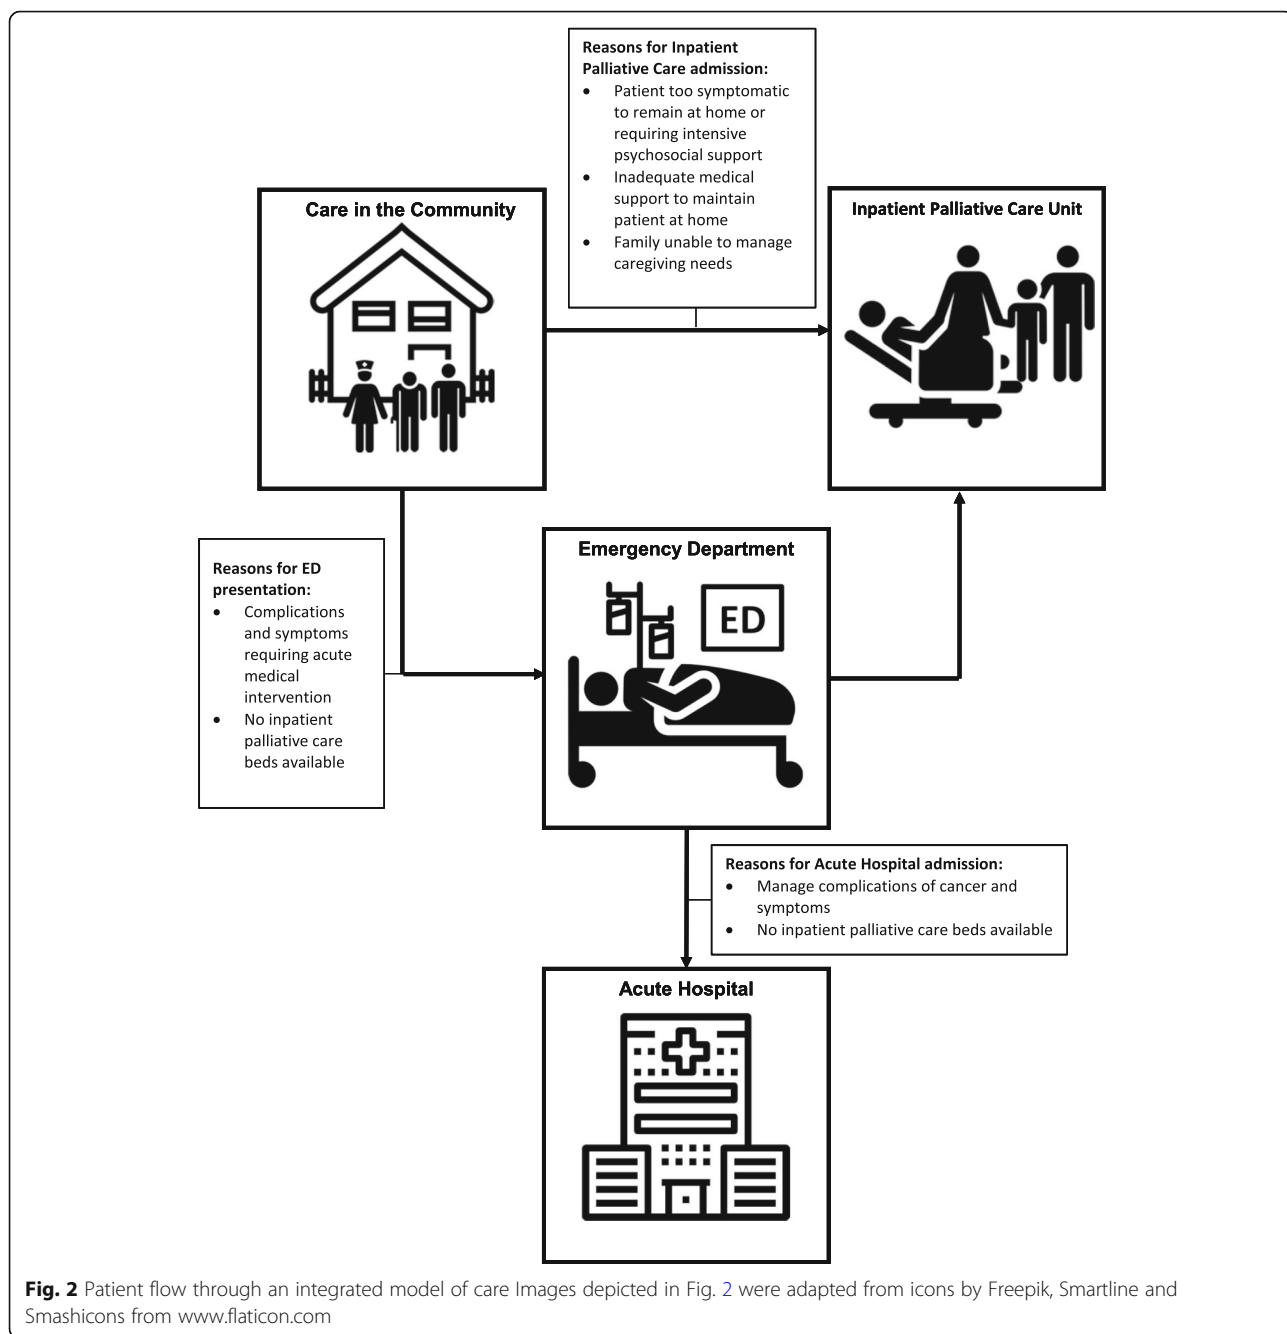 Reasons for Inpatient
Palliative Care admission:
• Patient too symptomatic
to remain at home or
requiring intensive
psychosocial support
• Inadequate medical
support to maintain
patient at home
• Family unable to manage
caregiving needs
Care in the Community
Inpatient Palliative Care Unit
Reasons for ED
presentation:
• Complications
and symptoms
requiring acute
medical
intervention
• No inpatient
palliative care
beds available
Emergency Department
ED
Reasons for Acute Hospital admission:
• Manage complications of cancer and
symptoms
• No inpatient palliative care beds available
Acute Hospital
Fig. 2 Patient flow through an integrated model of care Images depicted in Fig. 2 were adapted from icons by Freepik, Smartline and
Smashicons from www.flaticon.com